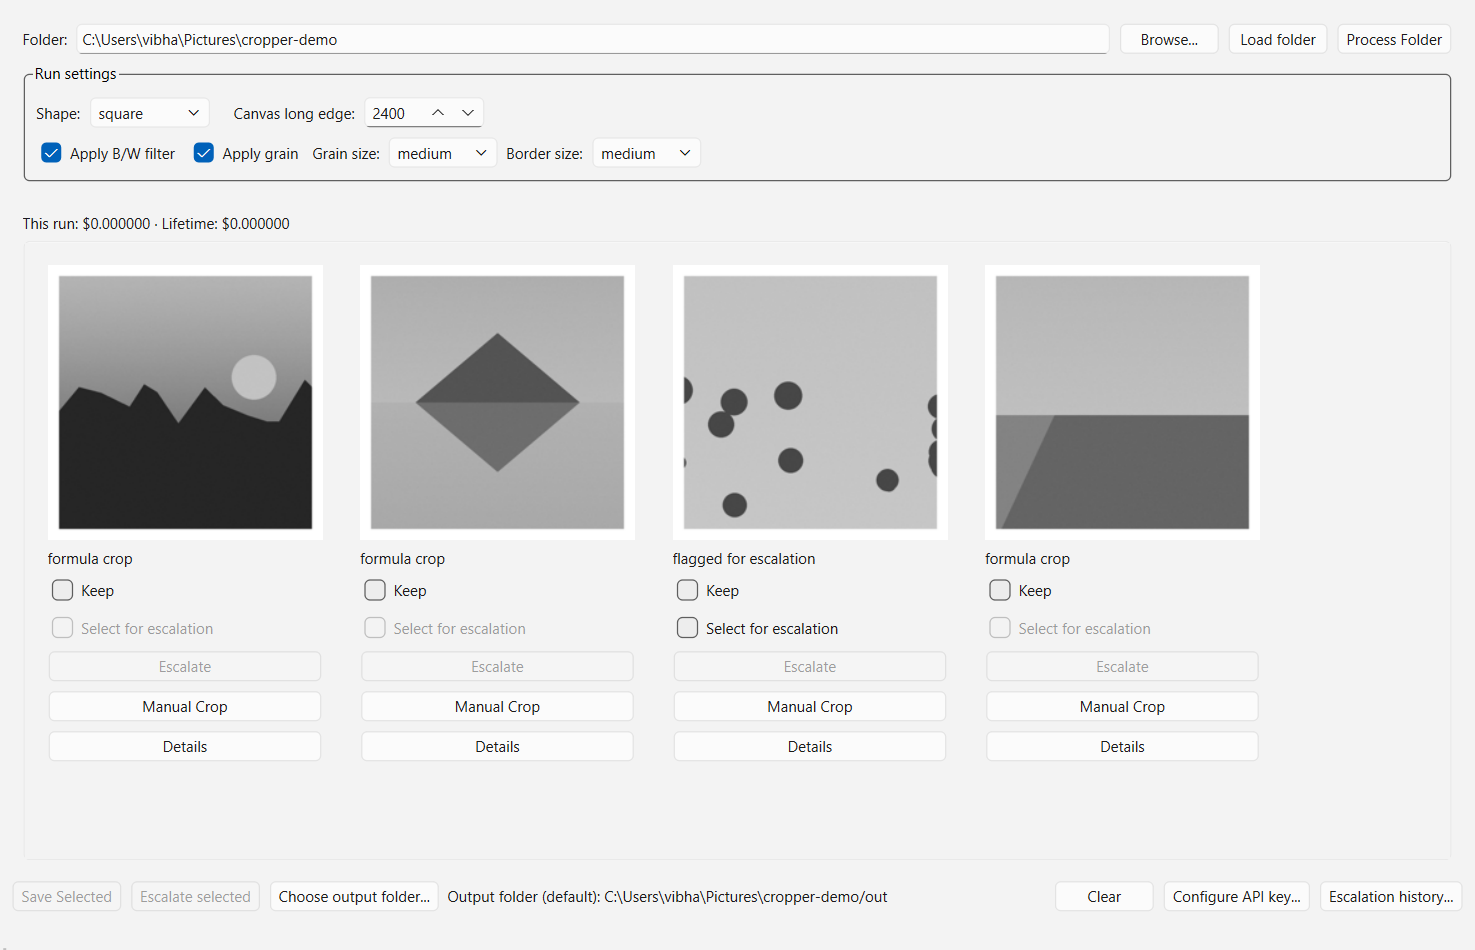 Folder: C:\Users\vibha\Pictures\cropper-demo Browse... Load folder Process Folder
Run settings
Shape: square Canvas long edge: 2400
Apply B/W filter Apply grain Grain size: medium Border size: medium
This run: $0.000000 · Lifetime: $0.000000
formula crop formula crop flagged for escalation formula crop
Keep Keep Keep Keep
Select for escalation Select for escalation Select for escalation Select for escalation
Escalate Escalate Escalate Escalate
Manual Crop Manual Crop Manual Crop Manual Crop
Details Details Details Details
Save Selected Escalate selected Choose output folder... Output folder (default): C:\Users\vibha\Pictures\cropper-demo/out Clear Configure API key... Escalation history...